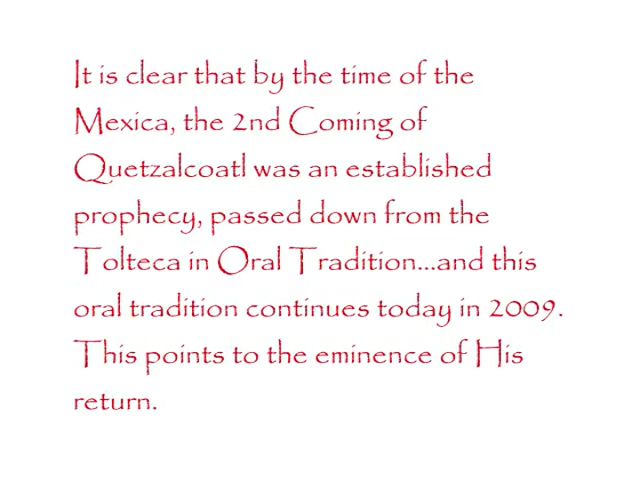 It is clear that by the time of the
Mexica, the 2nd Coming of
Quetzalcoatl was an established
prophecy, passed down from the
Tolteca in Oral Tradition...and this
oral tradition continues today in 2009.
This points to the eminence of His
return.